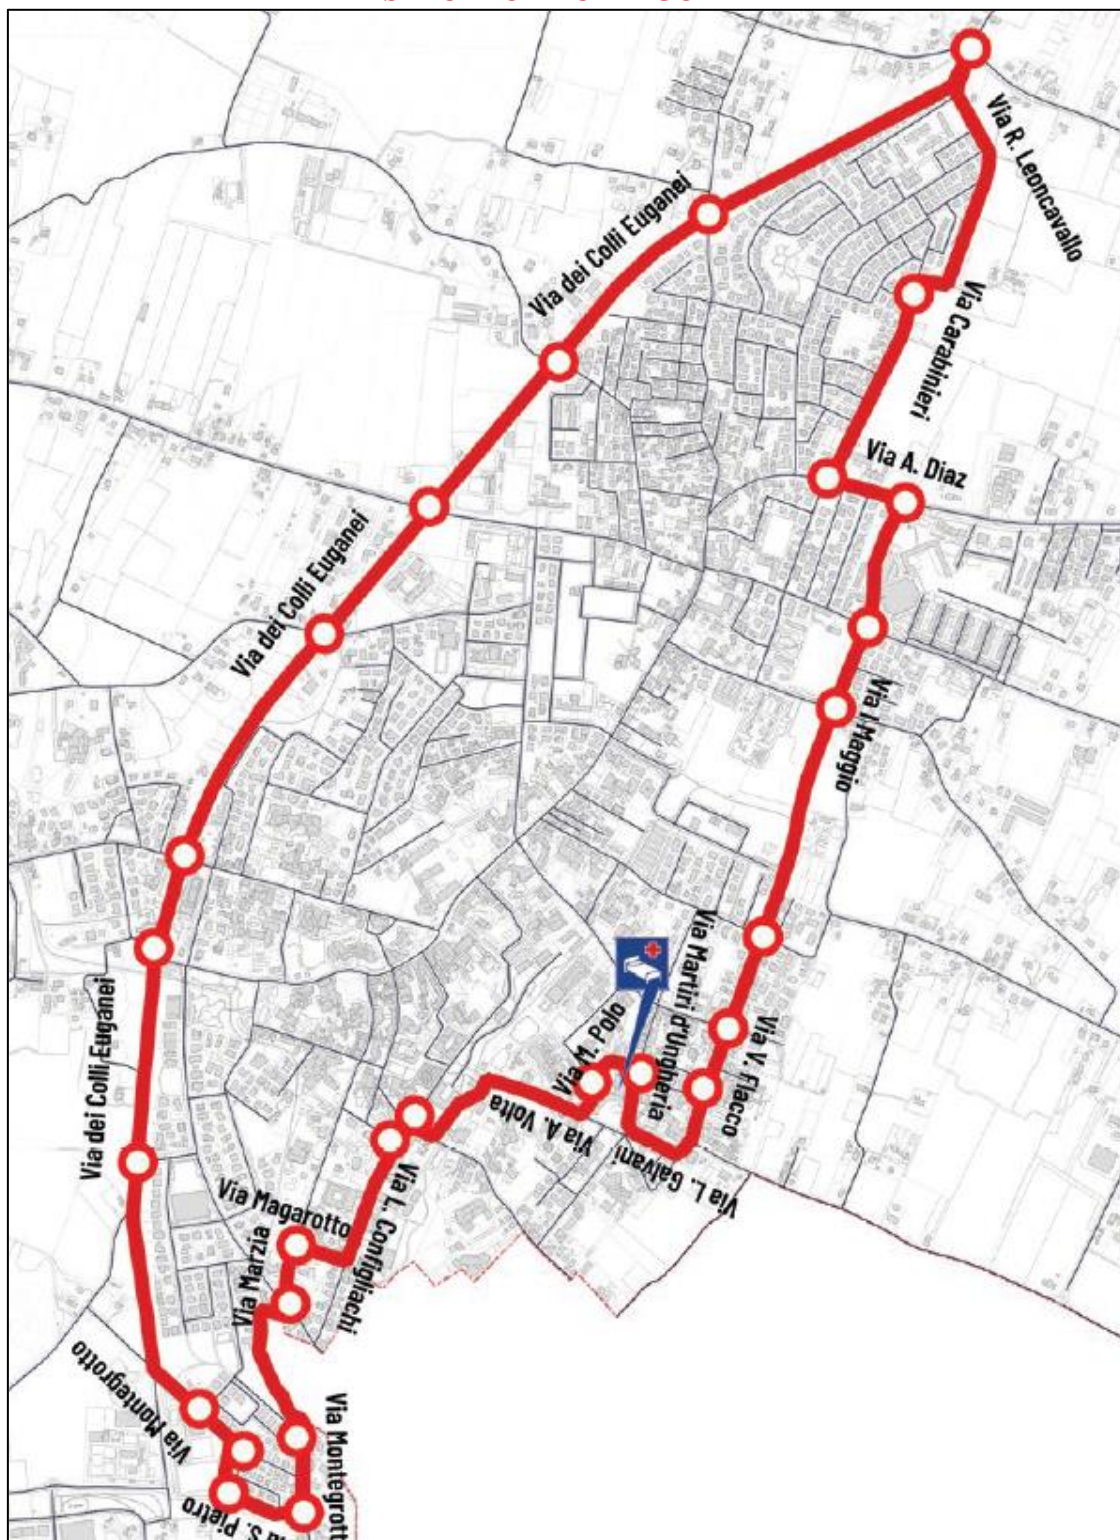 Via R. Leoncavallo
Via dei Colli Euganei
Via Carabinieri
Via A. Diaz
Via dei Colli Euganei
Via I Maggio
Via Martiri d'Ungheria
Via M. Polo
Via V. Flacco
Via dei Colli Euganei
Via A. Volta
Via L. Galvani
Via L. Configliachi
Via Magarotto
Via Marzia
Via Montegrotto
Via Montegrott
S. Pietro